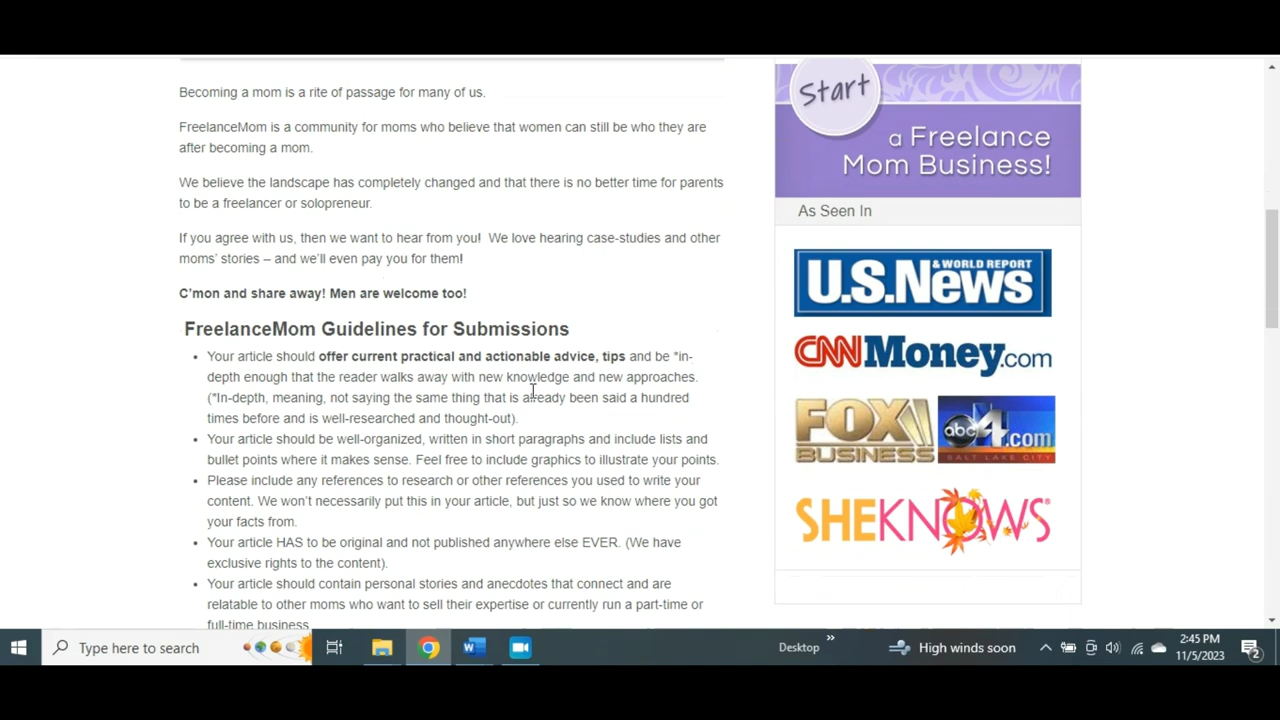 Becoming a mom is a rite of passage for many of us.
FreelanceMom is a community for moms who believe that women can still be who they are
after becoming a mom.
We believe the landscape has completely changed and that there is no better time for parents
to be a freelancer or solopreneur.
If you agree with us, then we want to hear from you!  We love hearing case-studies and other
moms' stories – and we'll even pay you for them!
C'mon and share away! Men are welcome too!
FreelanceMom Guidelines for Submissions
• Your article should offer current practical and actionable advice, tips and be *in-
depth enough that the reader walks away with new knowledge and new approaches.
(*In-depth, meaning, not saying the same thing that is already been said a hundred
times before and is well-researched and thought-out).
• Your article should be well-organized, written in short paragraphs and include lists and
bullet points where it makes sense. Feel free to include graphics to illustrate your points.
• Please include any references to research or other references you used to write your
content. We won't necessarily put this in your article, but just so we know where you got
your facts from.
• Your article HAS to be original and not published anywhere else EVER. (We have
exclusive rights to the content).
• Your article should contain personal stories and anecdotes that connect and are
relatable to other moms who want to sell their expertise or currently run a part-time or
full-time business
Start
a Freelance
Mom Business!
As Seen In
U.S.News
& WORLD REPORT
CNNMoney.com
FOX
BUSINESS
abc 4.com
SALT LAKE CITY
SHEKNOWS
Type here to search
Desktop
High winds soon
2:45 PM
11/5/2023
2